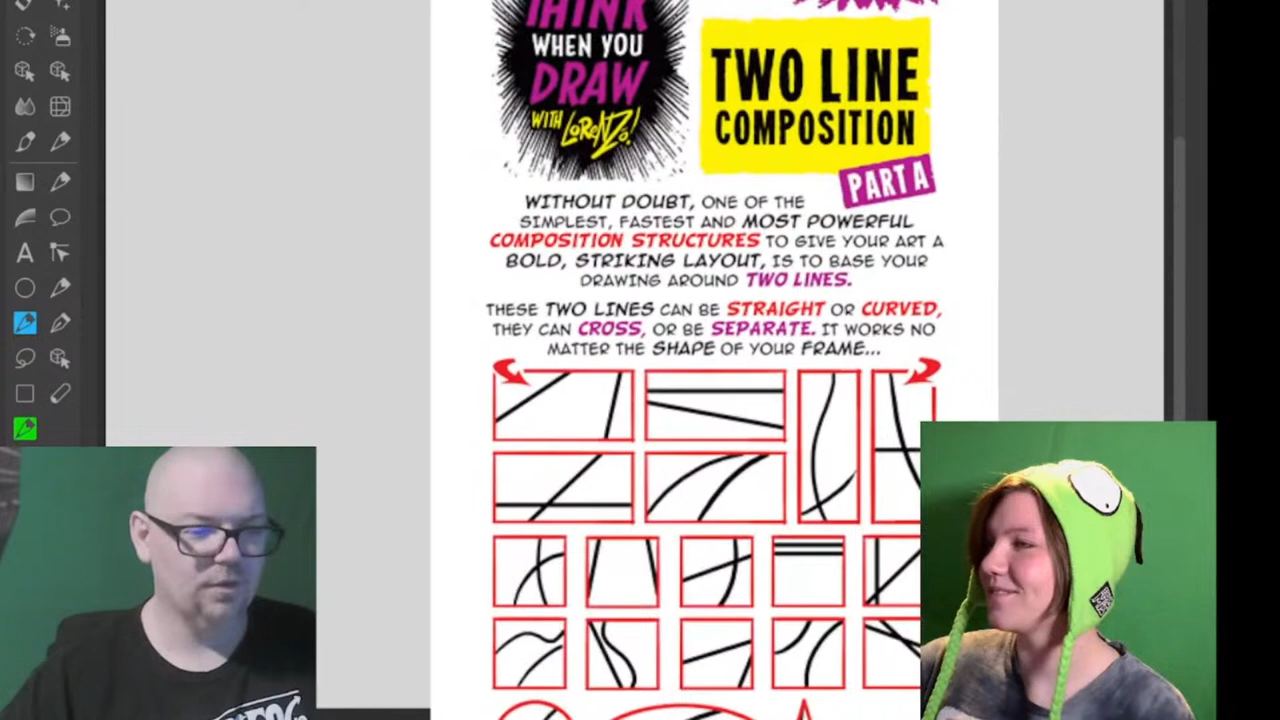 THINK
WHEN YOU
DRAW
WITH LORENZO!
TWO LINE
COMPOSITION
PART A
WITHOUT DOUBT, ONE OF THE
SIMPLEST, FASTEST AND MOST POWERFUL
COMPOSITION STRUCTURES TO GIVE YOUR ART A
BOLD, STRIKING LAYOUT, IS TO BASE YOUR
DRAWING AROUND TWO LINES.
THESE TWO LINES CAN BE STRAIGHT OR CURVED,
THEY CAN CROSS, OR BE SEPARATE. IT WORKS NO
MATTER THE SHAPE OF YOUR FRAME...
A